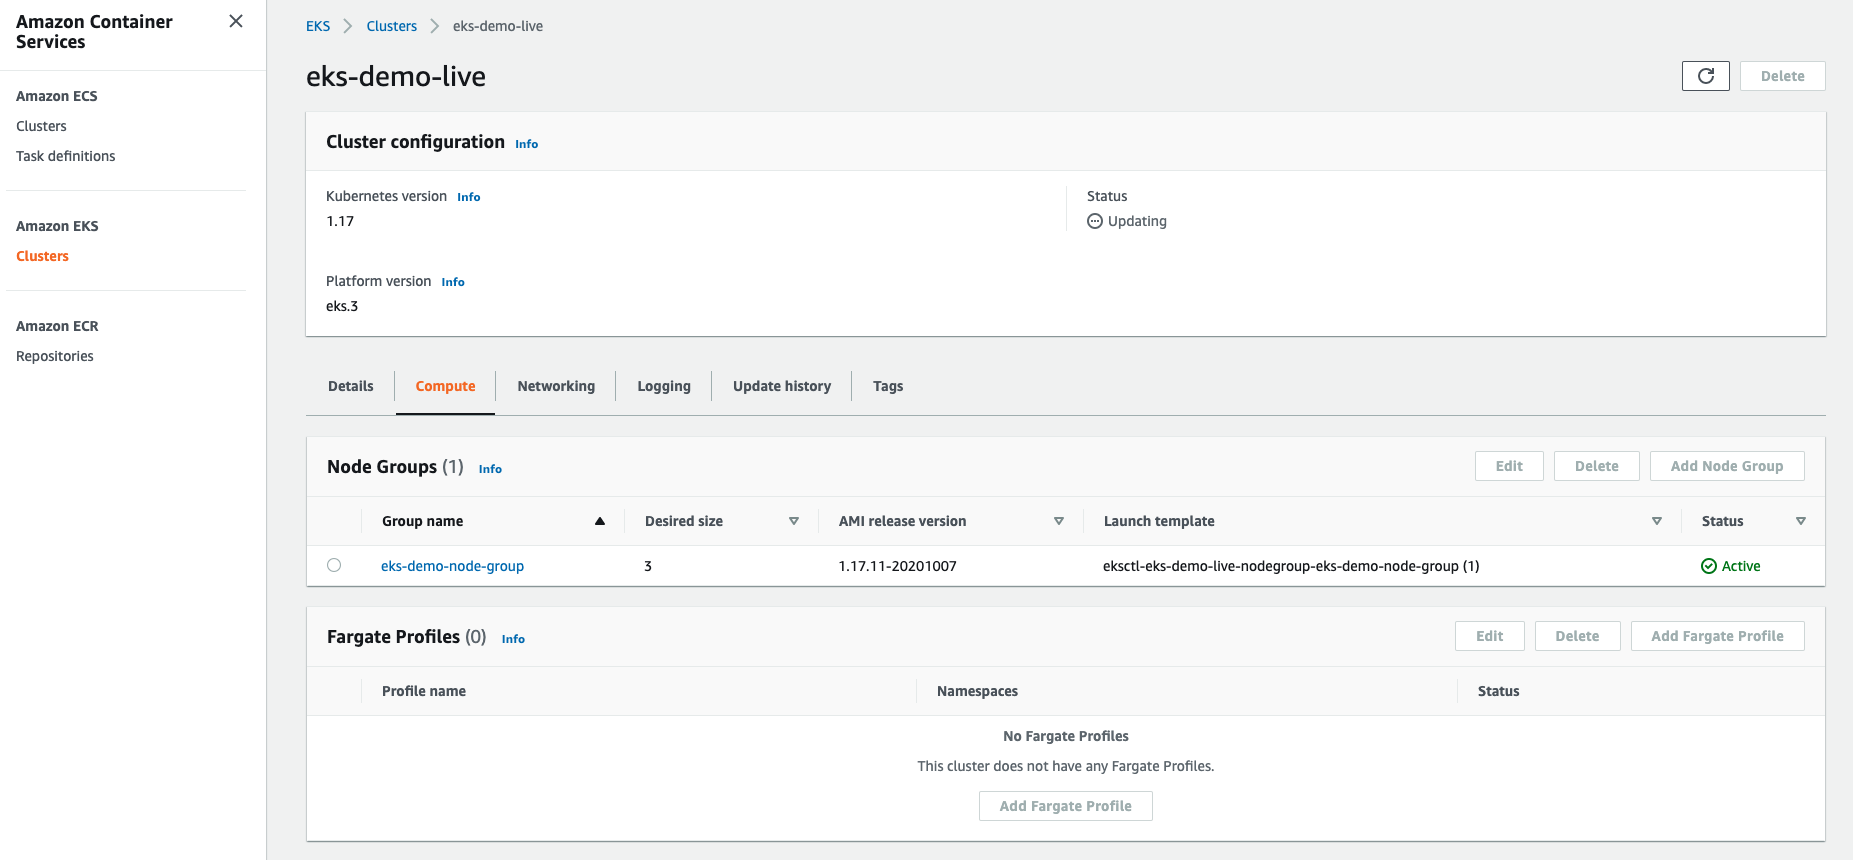 Amazon Container
Services
Amazon ECS
Clusters
Task definitions
Amazon EKS
Clusters
Amazon ECR
Repositories
EKS Clusters eks-demo-live
eks-demo-live
Delete
Cluster configuration Info
Kubernetes version Info
1.17
Status
Updating
Platform version Info
eks.3
Details Compute Networking Logging Update history Tags
Node Groups (1) Info
Edit Delete Add Node Group
Group name Desired size AMI release version Launch template Status
eks-demo-node-group 3 1.17.11-20201007 eksctl-eks-demo-live-nodegroup-eks-demo-node-group (1) Active
Fargate Profiles (0) Info
Edit Delete Add Fargate Profile
Profile name Namespaces Status
No Fargate Profiles
This cluster does not have any Fargate Profiles.
Add Fargate Profile